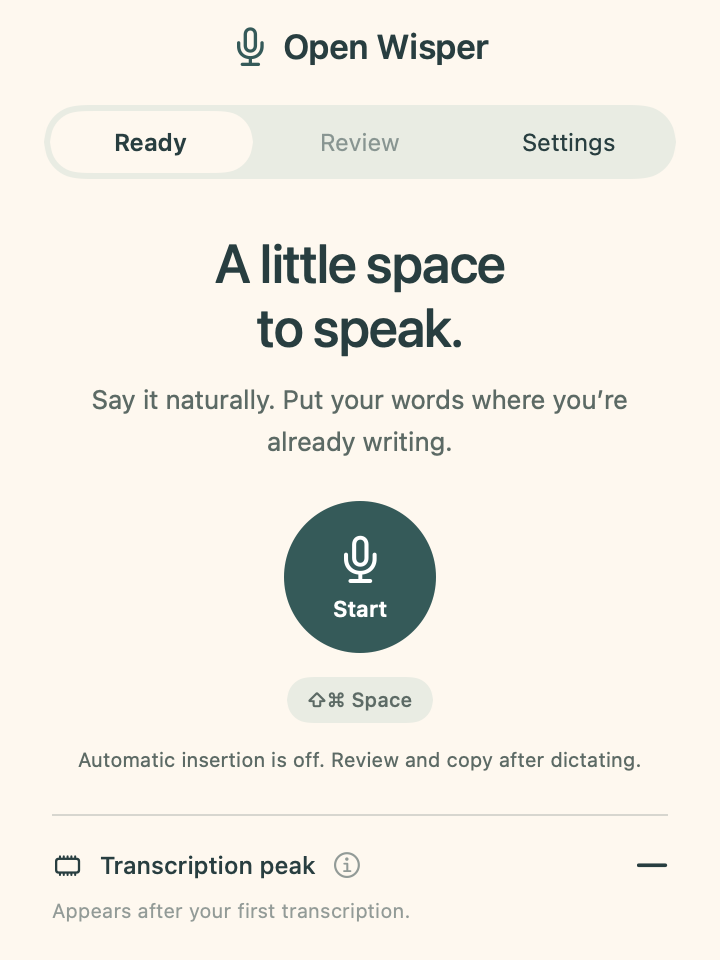 Open Wisper
Ready
Review
Settings
A little space
to speak.
Say it naturally. Put your words where you’re
already writing.
Start
⇧⌘ Space
Automatic insertion is off. Review and copy after dictating.
Transcription peak
—
Appears after your first transcription.